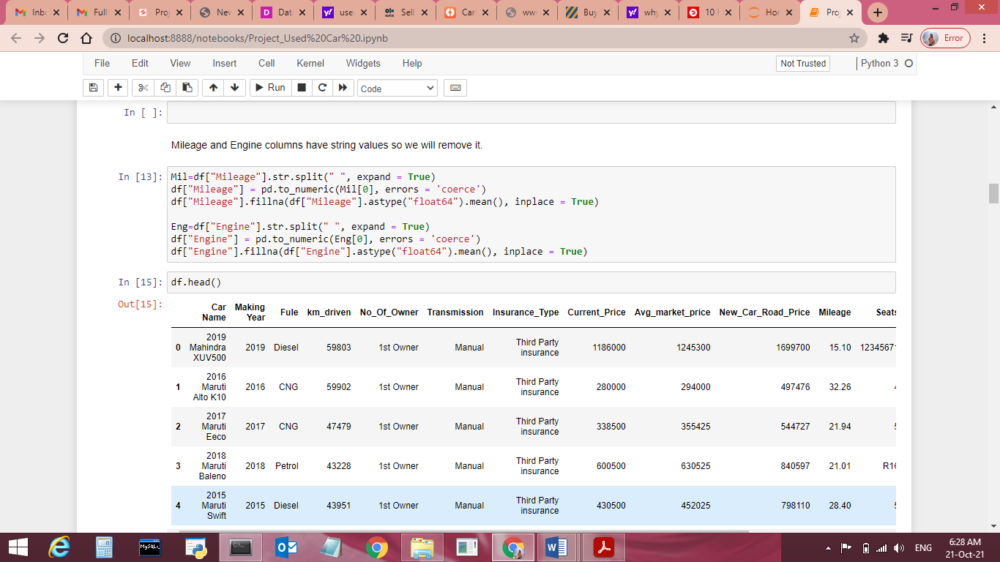 Inbo
Full
Proj
New
Data
use
Sell
Carl
ww
Buy
why
10 F
Hor
Proj
localhost:8888/notebooks/Project_Used%20Car%20.ipynb
Error
File Edit View Insert Cell Kernel Widgets Help
Not Trusted
Python 3
Run
Code
In [ ]:
Mileage and Engine columns have string values so we will remove it.
In [13]:
Mil=df["Mileage"].str.split(" ", expand = True)
df["Mileage"] = pd.to_numeric(Mil[0], errors = 'coerce')
df["Mileage"].fillna(df["Mileage"].astype("float64").mean(), inplace = True)
Eng=df["Engine"].str.split(" ", expand = True)
df["Engine"] = pd.to_numeric(Eng[0], errors = 'coerce')
df["Engine"].fillna(df["Engine"].astype("float64").mean(), inplace = True)
In [15]:
df.head()
Out[15]:
Car Name Making Year Fule km_driven No_Of_Owner Transmission Insurance_Type Current_Price Avg_market_price New_Car_Road_Price Mileage Seats
0 2019 Mahindra XUV500 2019 Diesel 59803 1st Owner Manual Third Party insurance 1186000 1245300 1699700 15.10 1234567
1 2016 Maruti Alto K10 2016 CNG 59902 1st Owner Manual Third Party insurance 280000 294000 497476 32.26
2 2017 Maruti Eeco 2017 CNG 47479 1st Owner Manual Third Party insurance 338500 355425 544727 21.94
3 2018 Maruti Baleno 2018 Petrol 43228 1st Owner Manual Third Party insurance 600500 630525 840597 21.01
4 2015 Maruti Swift 2015 Diesel 43951 1st Owner Manual Third Party insurance 430500 452025 798110 28.40
ENG
6:28 AM
21-Oct-21